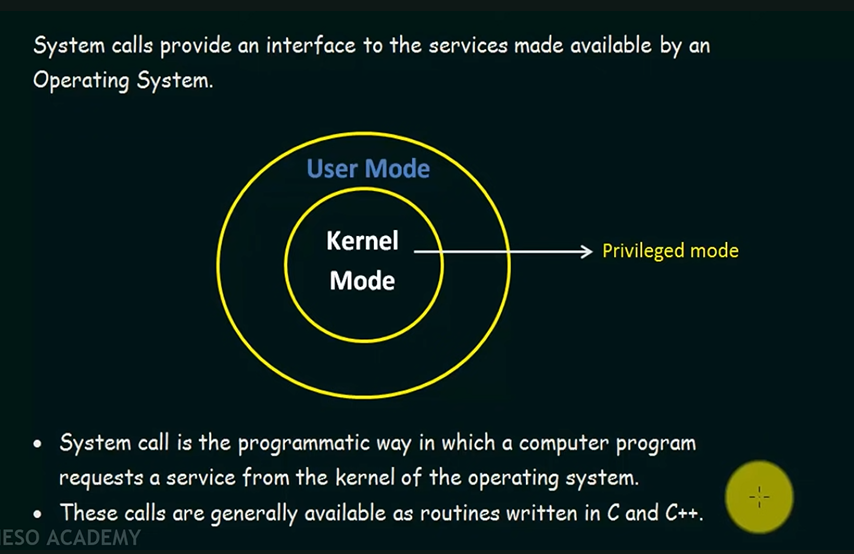 System calls provide an interface to the services made available by an
Operating System.
User Mode
Kernel
Mode
Privileged mode
• System call is the programmatic way in which a computer program
requests a service from the kernel of the operating system.
• These calls are generally available as routines written in C and C++.
ESO ACADEMY